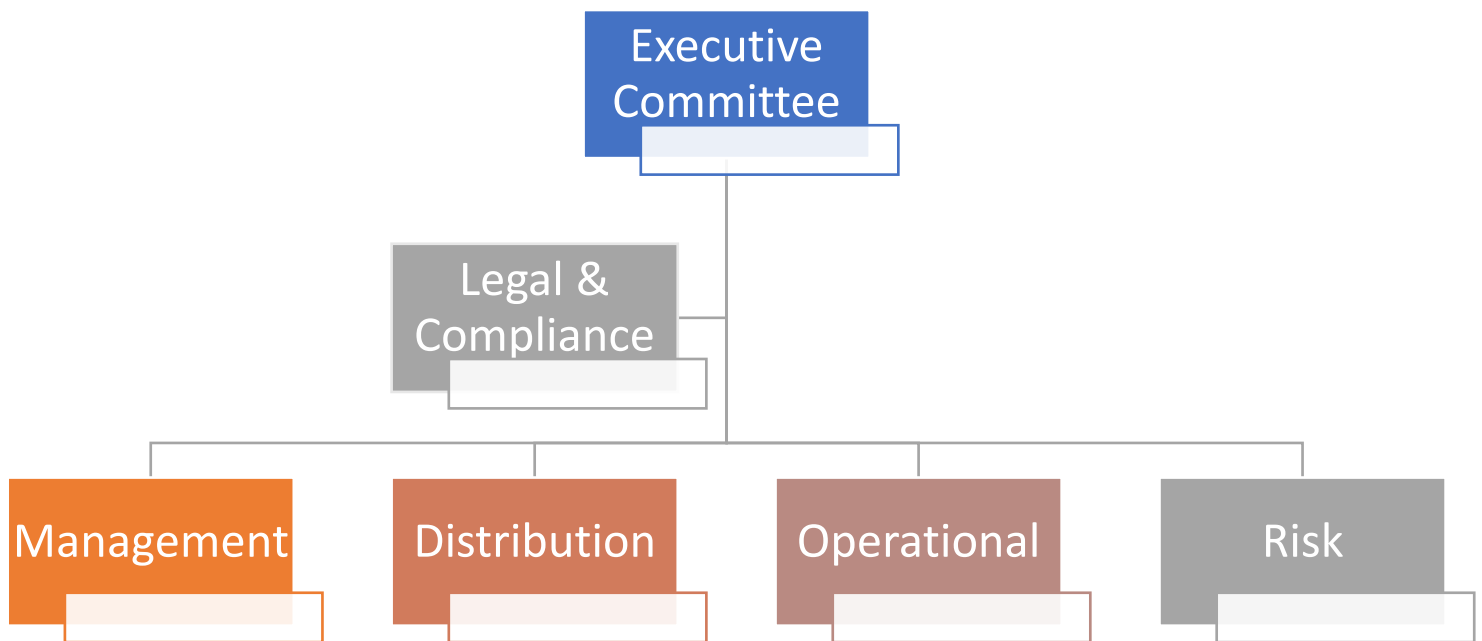 Executive
Committee
Legal &
Compliance
Management
Distribution
Operational
Risk